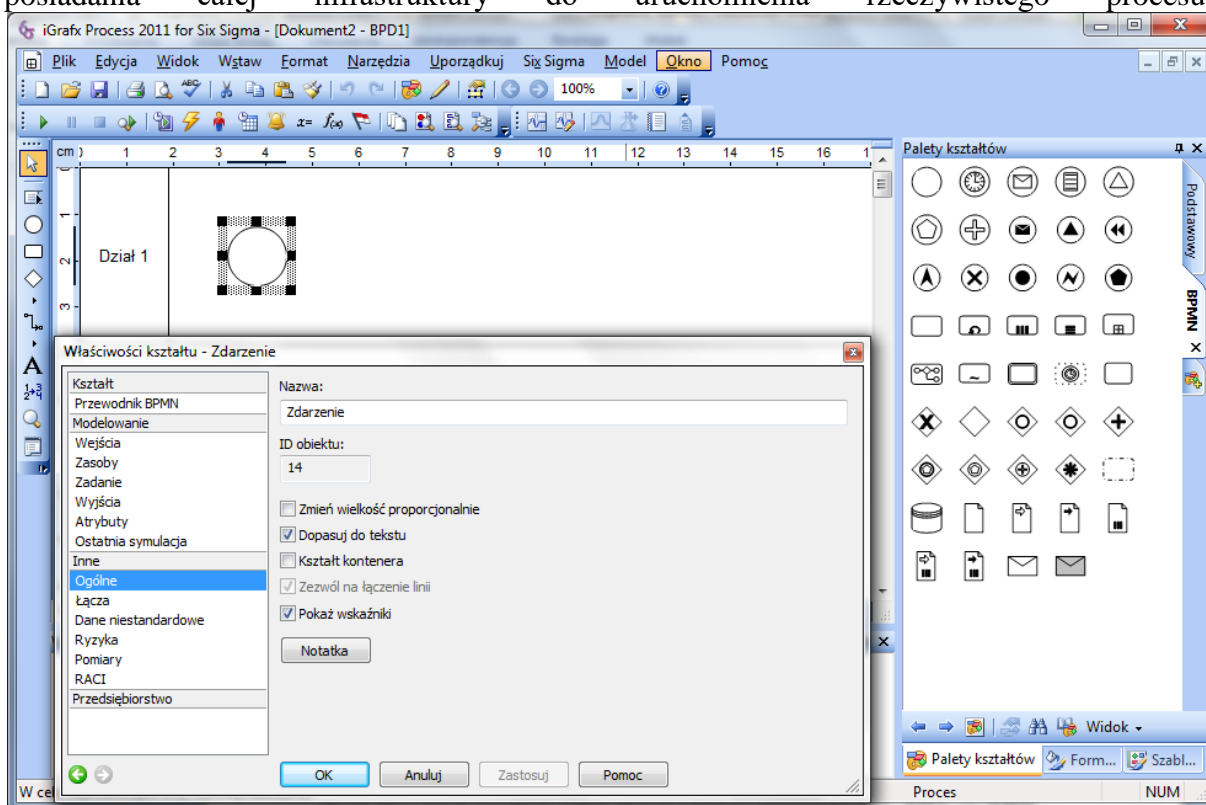 posiadania całej infrastruktury do uruchomienia rzeczywistego procesu
iGrafx Process 2011 for Six Sigma - [Dokument2 - BPD1]
Plik Edycja Widok Wstaw Format Narzędzia Uporządkuj Six Sigma Model Okno Pomoc
100%
cm 1 2 3 4 5 6 7 8 9 10 11 12 13 14 15 16 1
1
2
3
Dział 1
Palety kształtów
Podstawowy
BPMN
Właściwości kształtu - Zdarzenie
Kształt
Przewodnik BPMN
Modelowanie
Wejścia
Zasoby
Zadanie
Wyjścia
Atrybuty
Ostatnia symulacja
Inne
Ogólne
Łącza
Dane niestandardowe
Ryzyka
Pomiary
RACI
Przedsiębiorstwo
Nazwa:
Zdarzenie
ID obiektu:
14
Zmień wielkość proporcjonalnie
Dopasuj do tekstu
Kształt kontenera
Zezwól na łączenie linii
Pokaż wskaźniki
Notatka
OK Anuluj Zastosuj Pomoc
Widok
Palety kształtów Form... Szabl...
W ce
Proces NUM